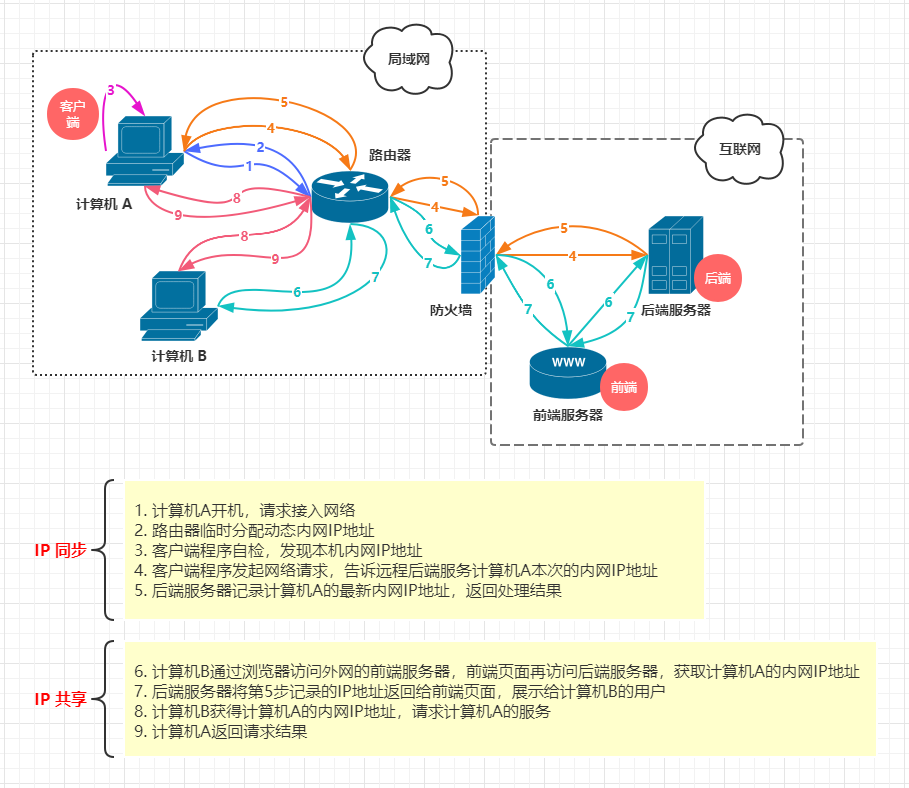 局域网
客户
端
3
5
4
路由器
2
1
计算机 A
8
9
互联网
5
4
6
7
8
9
5
4
后端
6
7
防火墙
后端服务器
6
7
6
7
计算机 B
WWW
前端
前端服务器
IP 同步
1. 计算机A开机，请求接入网络
2. 路由器临时分配动态内网IP地址
3. 客户端程序自检，发现本机内网IP地址
4. 客户端程序发起网络请求，告诉远程后端服务计算机A本次的内网IP地址
5. 后端服务器记录计算机A的最新内网IP地址，返回处理结果
IP 共享
6. 计算机B通过浏览器访问外网的前端服务器，前端页面再访问后端服务器，获取计算机A的内网IP地址
7. 后端服务器将第5步记录的IP地址返回给前端页面，展示给计算机B的用户
8. 计算机B获得计算机A的内网IP地址，请求计算机A的服务
9. 计算机A返回请求结果